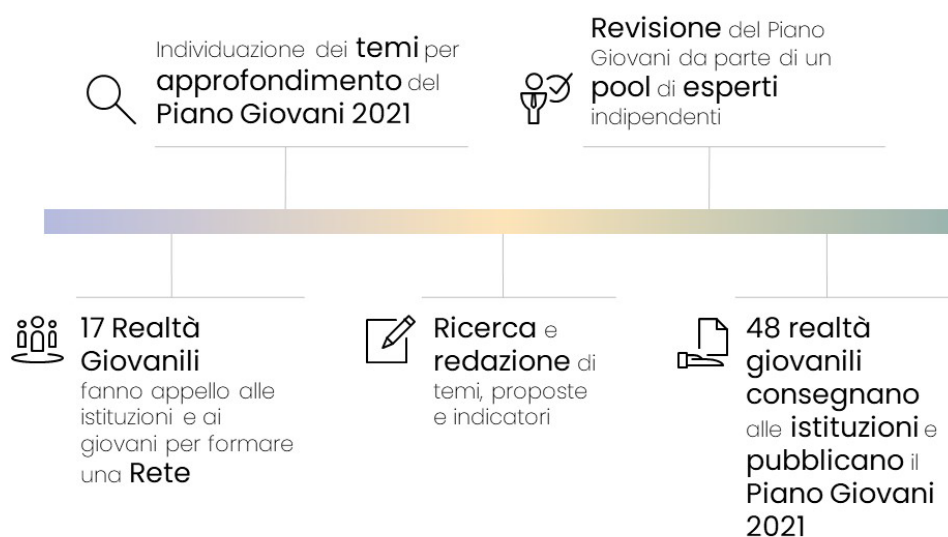 Individuazione dei temi per
approfondimento del
Piano Giovani 2021
Revisione del Piano
Giovani da parte di un
pool di esperti
indipendenti
17 Realtà
Giovanili
fanno appello alle
istituzioni e ai
giovani per formare
una Rete
Ricerca e
redazione di
temi, proposte
e indicatori
48 realtà
giovanili
consegnano
alle istituzioni e
pubblicano il
Piano Giovani
2021